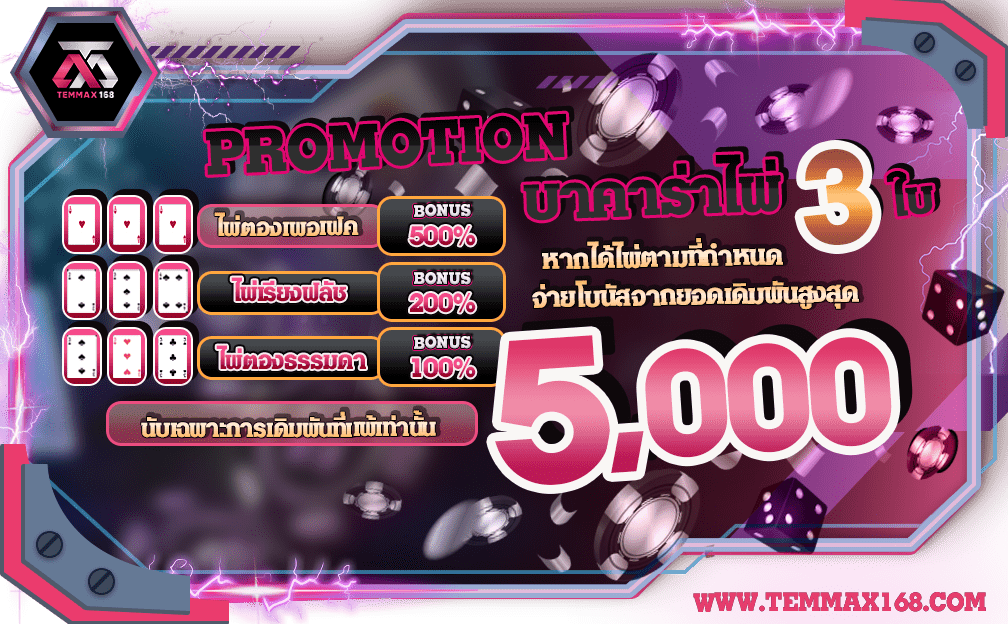 TEMMAX168
PROMOTION
บาคาร่าไพ่ 3 ใบ
ไพ่ตองเพอเฟค
BONUS
500%
ไพ่เรียงฟลัช
BONUS
200%
ไพ่ตองธรรมดา
BONUS
100%
นับเฉพาะการเดิมพันที่แพ้เท่านั้น
หากได้ไพ่ตามที่กำหนด
จ่ายโบนัสจากยอดเดิมพันสูงสุด
5,000
WWW.TEMMAX168.COM